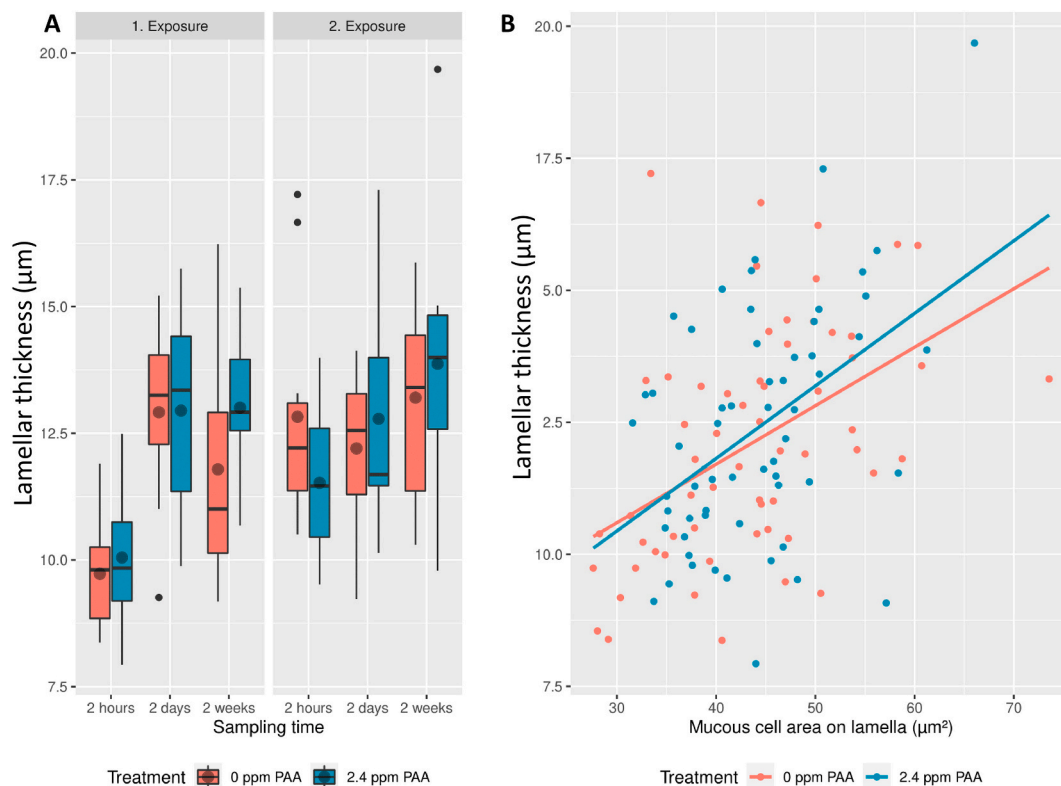 A
1. Exposure
2. Exposure
20.0
17.5
15.0
12.5
10.0
7.5
Lamellar thickness (µm)
2 hours
2 days
2 weeks
2 hours
2 days
2 weeks
Sampling time
Treatment
0 ppm PAA
2.4 ppm PAA
B
20.0
17.5
5.0
2.5
10.0
7.5
Lamellar thickness (µm)
30
40
50
60
70
Mucous cell area on lamella (µm²)
Treatment
0 ppm PAA
2.4 ppm PAA